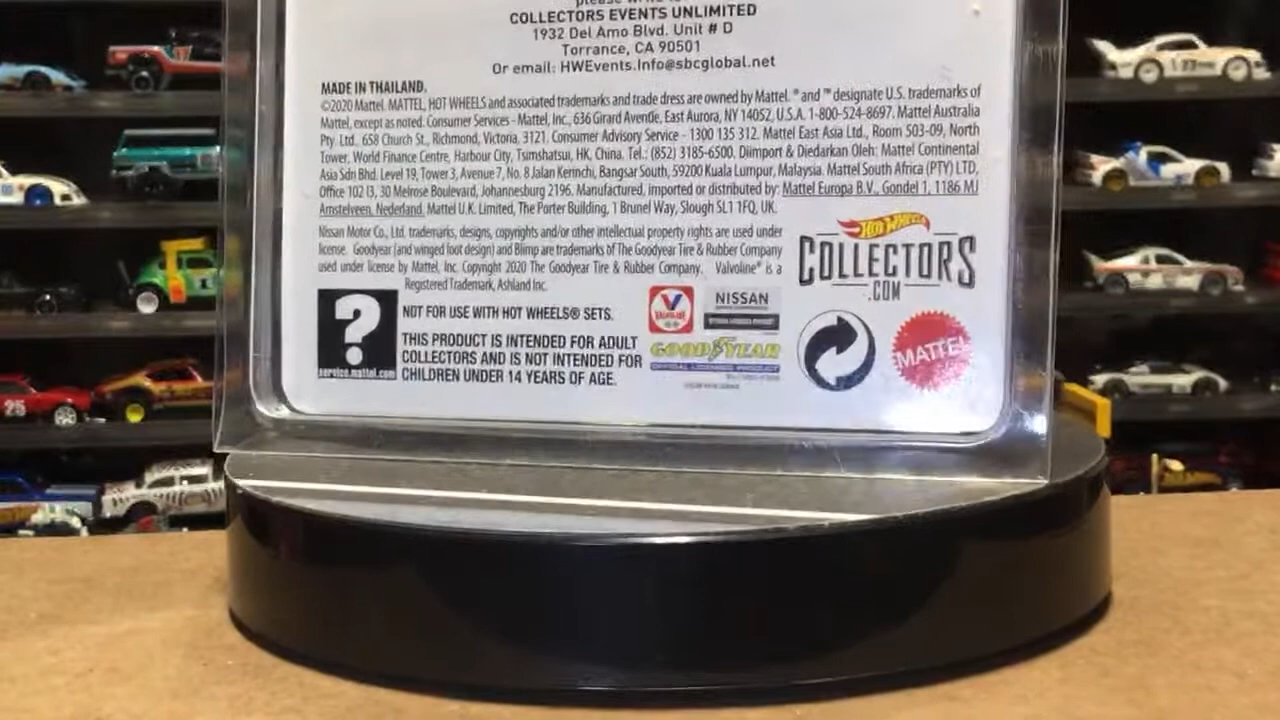 please write
COLLECTORS EVENTS UNLIMITED
1932 Del Amo Blvd. Unit # D
Torrance, CA 90501
Or email: HWEvents.Info@sbcglobal.net
MADE IN THAILAND.
©2020 Mattel. MATTEL, HOT WHEELS and associated trademarks and trade dress are owned by Mattel. ® and ™ designate U.S. trademarks of
Mattel, except as noted. Consumer Services - Mattel, Inc., 636 Girard Avenue, East Aurora, NY 14052, U.S.A. 1-800-524-8697. Mattel Australia
Pty. Ltd., 658 Church St., Richmond, Victoria, 3121. Consumer Advisory Service - 1300 135 312. Mattel East Asia Ltd., Room 503-09, North
Tower, World Finance Centre, Harbour City, Tsimshatsui, HK, China. Tel.: (852) 3185-6500. Diimport & Diedarkan Oleh: Mattel Continental
Asia Sdn Bhd. Level 19, Tower 3, Avenue 7, No. 8 Jalan Kerinchi, Bangsar South, 59200 Kuala Lumpur, Malaysia. Mattel South Africa (PTY) LTD,
Office 102 I3, 30 Melrose Boulevard, Johannesburg 2196. Manufactured, imported or distributed by: Mattel Europa B.V., Gondel 1, 1186 MJ
Amstelveen, Nederland. Mattel U.K. Limited, The Porter Building, 1 Brunel Way, Slough SL1 1FQ, UK.
Nissan Motor Co., Ltd. trademarks, designs, copyrights and/or other intellectual property rights are used under
license. Goodyear (and winged foot design) and Blimp are trademarks of The Goodyear Tire & Rubber Company
used under license by Mattel, Inc. Copyright 2020 The Goodyear Tire & Rubber Company. Valvoline® is a
Registered Trademark, Ashland Inc.
HOT WHEELS
COLLECTORS
.COM
?
service.mattel.com
NOT FOR USE WITH HOT WHEELS® SETS.
THIS PRODUCT IS INTENDED FOR ADULT
COLLECTORS AND IS NOT INTENDED FOR
CHILDREN UNDER 14 YEARS OF AGE.
VALVOLINE
NISSAN
GOODYEAR
OFFICIAL LICENSED PRODUCT
MATTEL
25